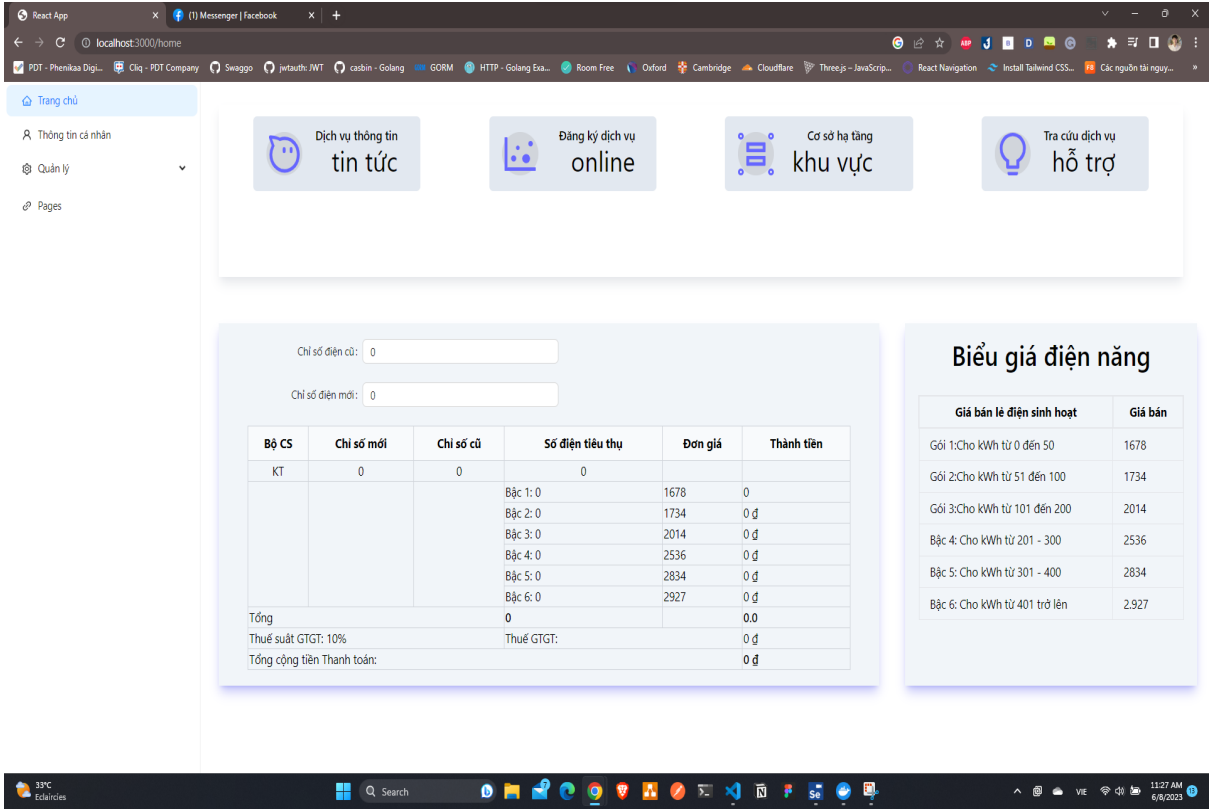 React App
(1) Messenger | Facebook
localhost:3000/home
PDT - Phenikaa Digi...
Cliq - PDT Company
Swaggo
jwtauth: JWT
casbin - Golang
GORM
HTTP - Golang Exa...
Room Free
Oxford
Cambridge
Cloudflare
Three.js – JavaScrip...
React Navigation
Install Tailwind CSS...
Các nguồn tài nguy...
Trang chủ
Thông tin cá nhân
Quản lý
Pages
Dịch vụ thông tin
tin tức
Đăng ký dịch vụ
online
Cơ sở hạ tầng
khu vực
Tra cứu dịch vụ
hỗ trợ
Chỉ số điện cũ: 0
Chỉ số điện mới: 0
Bộ CS Chỉ số mới Chỉ số cũ Số điện tiêu thụ Đơn giá Thành tiền
KT 0 0 0
Bậc 1: 0 1678 0
Bậc 2: 0 1734 0 ₫
Bậc 3: 0 2014 0 ₫
Bậc 4: 0 2536 0 ₫
Bậc 5: 0 2834 0 ₫
Bậc 6: 0 2927 0 ₫
Tổng 0 0.0
Thuế suât GTGT: 10% Thuế GTGT: 0 ₫
Tổng cộng tiền Thanh toán: 0 ₫
Biểu giá điện năng
Giá bán lẻ điện sinh hoạt Giá bán
Gói 1:Cho kWh từ 0 đến 50 1678
Gói 2:Cho kWh từ 51 đến 100 1734
Gói 3:Cho kWh từ 101 đến 200 2014
Bậc 4: Cho kWh từ 201 - 300 2536
Bậc 5: Cho kWh từ 301 - 400 2834
Bậc 6: Cho kWh từ 401 trở lên 2.927
33°C
Eclaircies
Search
VIE
11:27 AM
6/8/2023